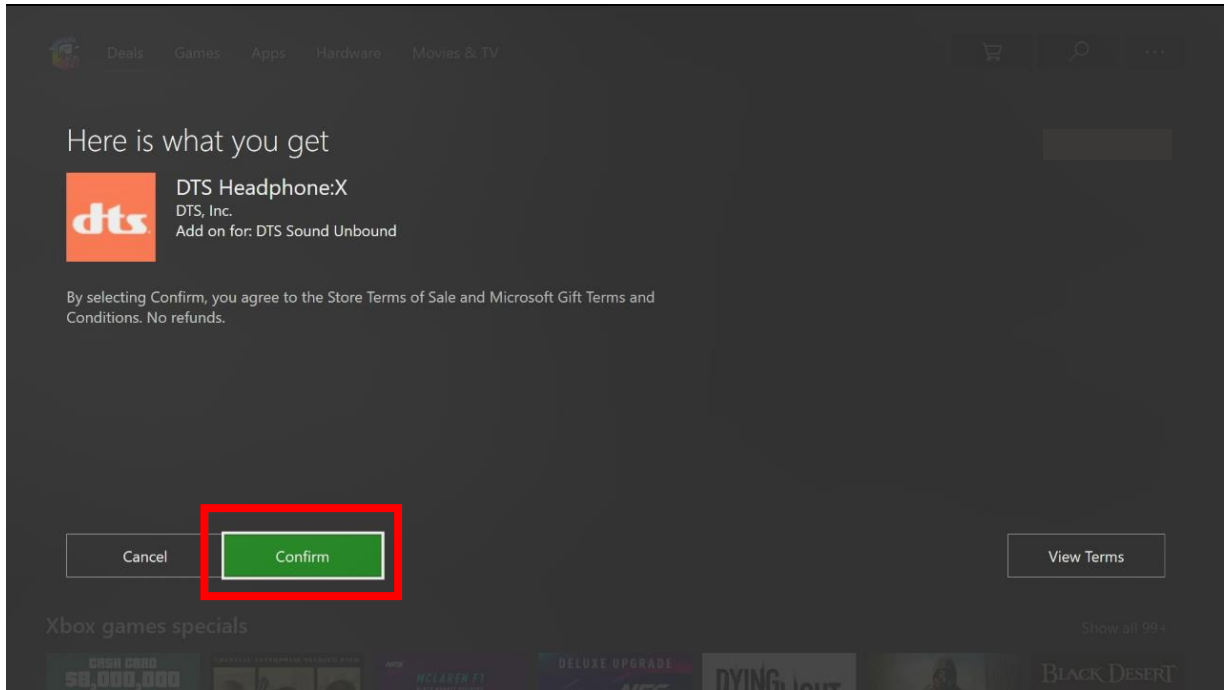 Deals Games Apps Hardware Movies & TV
Here is what you get
dts
DTS Headphone:X
DTS, Inc.
Add on for: DTS Sound Unbound
By selecting Confirm, you agree to the Store Terms of Sale and Microsoft Gift Terms and
Conditions. No refunds.
Cancel Confirm View Terms
Xbox games specials Show all 99+
CASH CARD
$8,000,000
MCLAREN F1
DELUXE UPGRADE
DYING LIGHT
BLACK DESERT